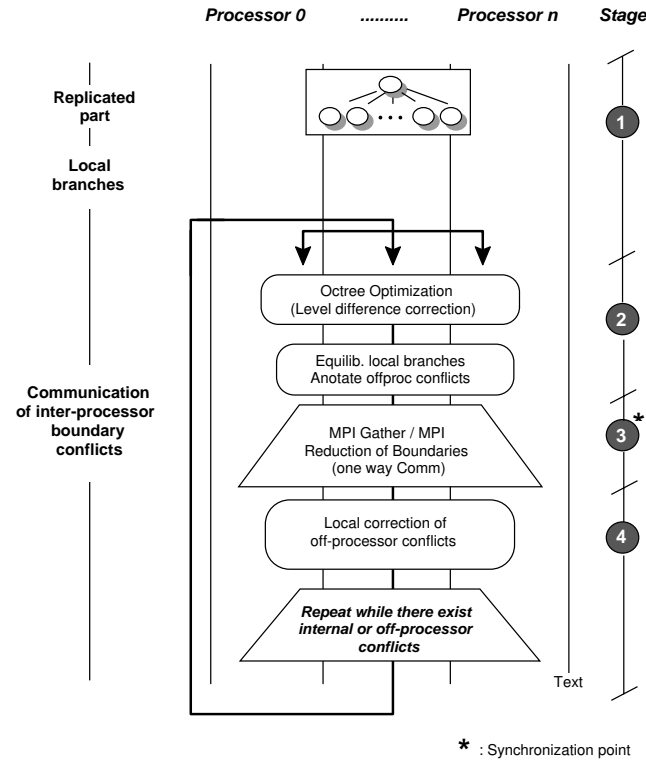 Processor 0 .......... Processor n Stage
Replicated
part
1
Local
branches
Octree Optimization
(Level difference correction)
2
Equilib. local branches
Anotate offproc conflicts
Communication
of inter-processor
boundary
conflicts
MPI Gather / MPI
Reduction of Boundaries
(one way Comm)
3 *
Local correction of
off-processor conflicts
4
Repeat while there exist
internal or off-processor
conflicts
Text
* : Synchronization point